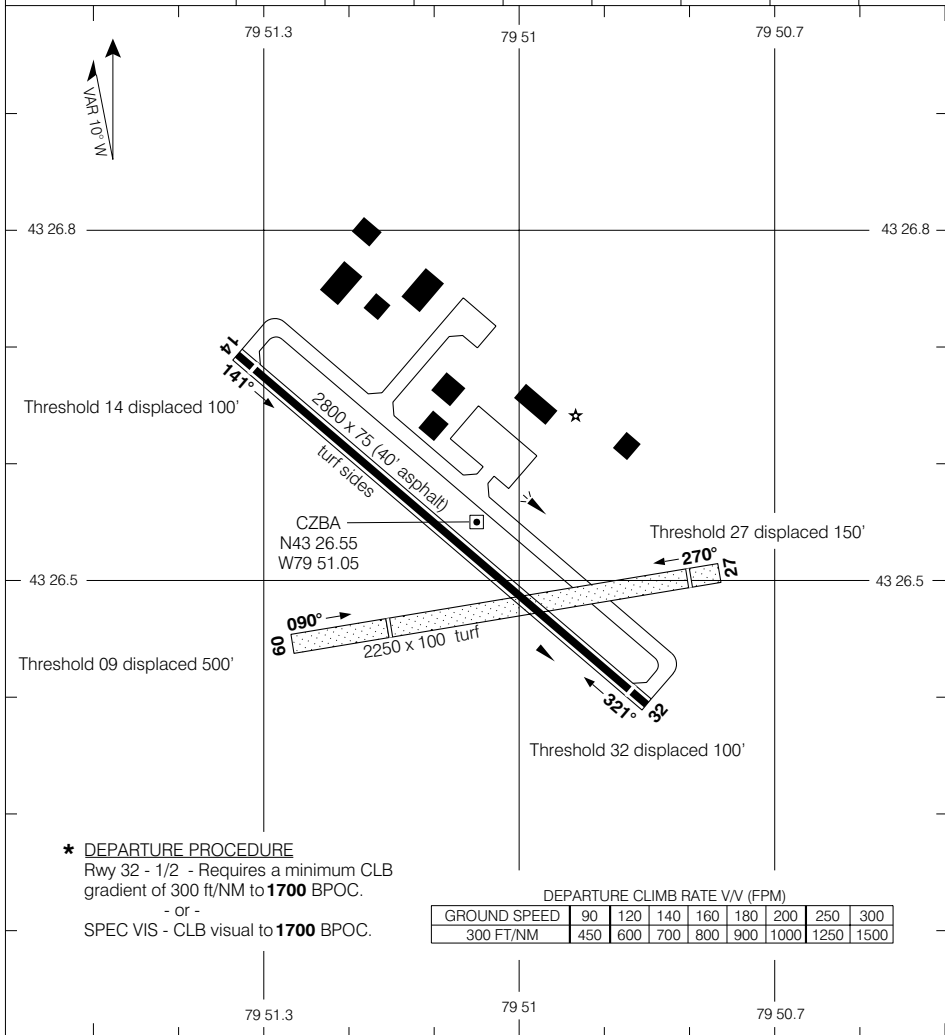 79 51.3
79 51
79 50.7
VAR 10° W
43 26.8
43 26.8
14
141°
Threshold 14 displaced 100'
2800 x 75 (40' asphalt)
turf sides
CZBA
N43 26.55
W79 51.05
Threshold 27 displaced 150'
270°
27
43 26.5
43 26.5
090°
09
2250 x 100 turf
Threshold 09 displaced 500'
321°
32
Threshold 32 displaced 100'
* DEPARTURE PROCEDURE
Rwy 32 - 1/2 - Requires a minimum CLB
gradient of 300 ft/NM to 1700 BPOC.
- or -
SPEC VIS - CLB visual to 1700 BPOC.
DEPARTURE CLIMB RATE V/V (FPM)
GROUND SPEED 90 120 140 160 180 200 250 300
300 FT/NM 450 600 700 800 900 1000 1250 1500
79 51.3
79 51
79 50.7